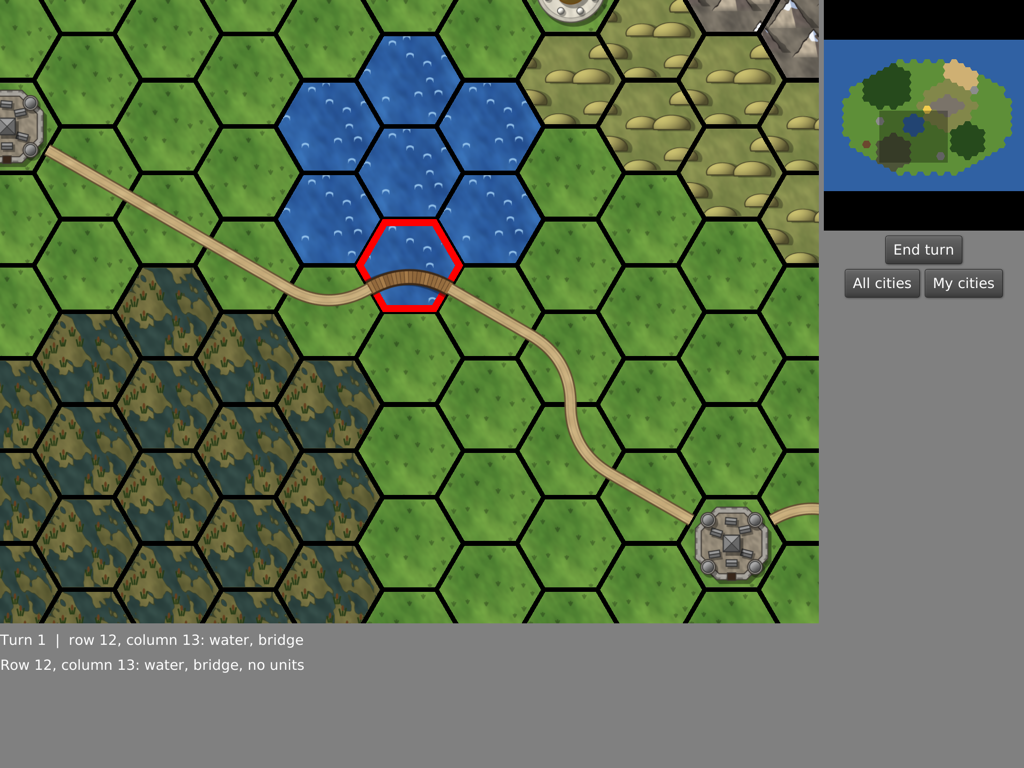 End turn
All cities
My cities
Turn 1 | row 12, column 13: water, bridge
Row 12, column 13: water, bridge, no units